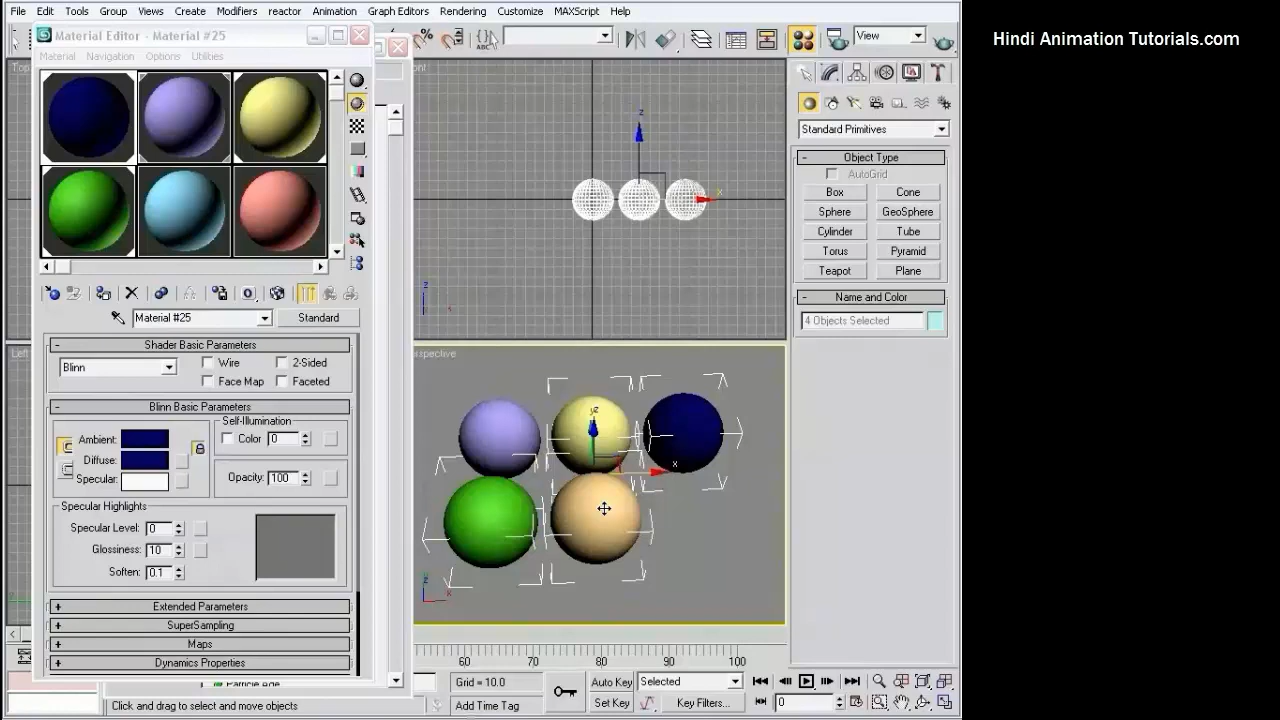 File Edit Tools Group Views Create Modifiers reactor Animation Graph Editors Rendering Customize MAXScript Help
Hindi Animation Tutorials.com
Material Editor - Material #25
Material Navigation Options Utilities
View
Top
ont
Standard Primitives
- Object Type
AutoGrid
Box Cone
Sphere GeoSphere
Cylinder Tube
Torus Pyramid
Teapot Plane
- Name and Color
4 Objects Selected
z
x
z
Material #25 Standard
- Shader Basic Parameters
Blinn Wire 2-Sided
Face Map Faceted
- Blinn Basic Parameters
Self-Illumination
Ambient: Color 0
Diffuse:
Specular: Opacity: 100
Specular Highlights
Specular Level: 0
Glossiness: 10
Soften: 0.1
+ Extended Parameters
+ SuperSampling
+ Maps
+ Dynamics Properties
Left
rspective
x
z
x
60 70 80 90 100
Particle Age
Grid = 10.0 Auto Key Selected
Click and drag to select and move objects Add Time Tag Set Key Key Filters... 0